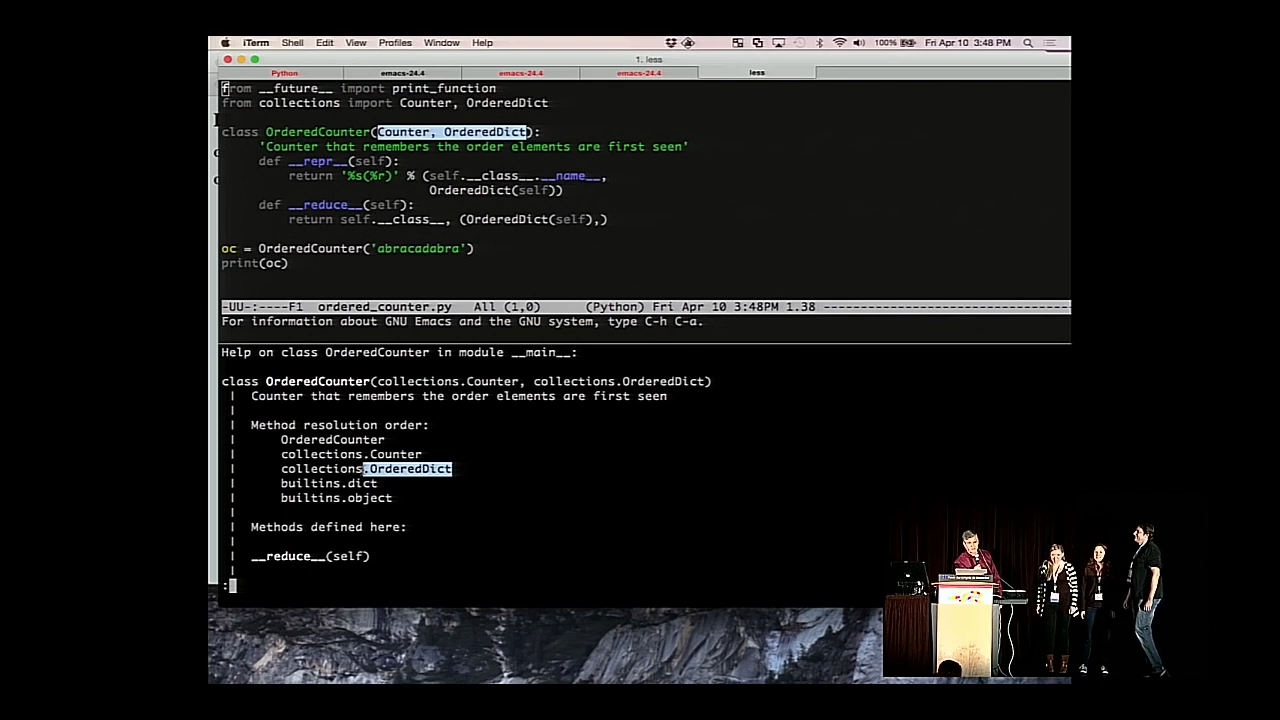 iTerm Shell Edit View Profiles Window Help 100% Fri Apr 10 3:48 PM
1. less
Python emacs-24.4 emacs-24.4 emacs-24.4 less
from __future__ import print_function
from collections import Counter, OrderedDict
class OrderedCounter(Counter, OrderedDict):
'Counter that remembers the order elements are first seen'
def __repr__(self):
return '%s(%r)' % (self.__class__.__name__,
OrderedDict(self))
def __reduce__(self):
return self.__class__, (OrderedDict(self),)
oc = OrderedCounter('abracadabra')
print(oc)
-UU-:----F1 ordered_counter.py All (1,0) (Python) Fri Apr 10 3:48PM 1.38 ----------------------------------
For information about GNU Emacs and the GNU system, type C-h C-a.
Help on class OrderedCounter in module __main__:
class OrderedCounter(collections.Counter, collections.OrderedDict)
| Counter that remembers the order elements are first seen
|
| Method resolution order:
| OrderedCounter
| collections.Counter
| collections.OrderedDict
| builtins.dict
| builtins.object
|
| Methods defined here:
|
| __reduce__(self)
|
: